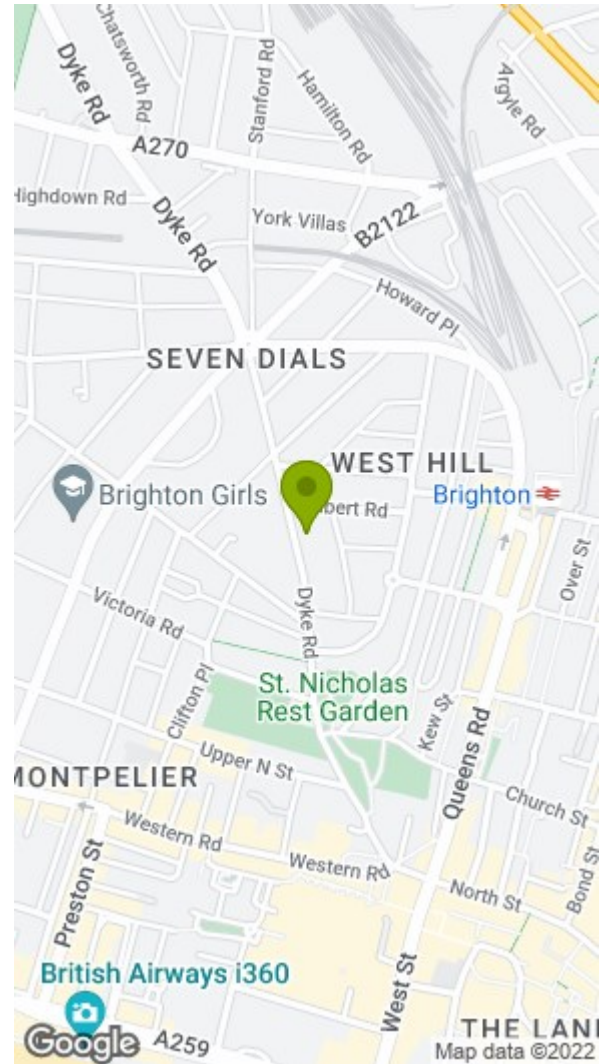 Chatsworth Rd
Dyke Rd
Stanford Rd
Hamilton Rd
Argyle Rd
A270
Highdown Rd
York Villas
B2122
Dyke Rd
Howard Pl
SEVEN DIALS
WEST HILL
Brighton Girls
Brighton
bert Rd
Over St
Dyke Rd
Victoria Rd
Clifton Pl
St. Nicholas
Rest Garden
Kew St
Queens Rd
Upper N St
MONTPELIER
Church St
Western Rd
Western Rd
North St
Bond St
Preston St
West St
British Airways i360
THE LAN
A259
Google
Map data ©2022